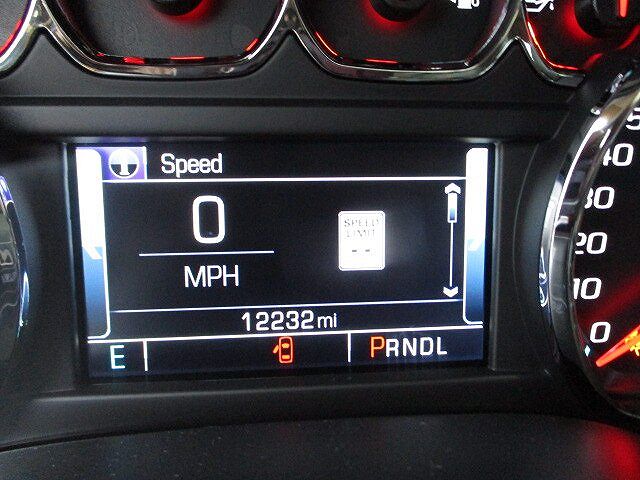 Speed
0
MPH
SPEED
LIMIT
--
12232 mi
E
PRNDL
40
30
20
10
0